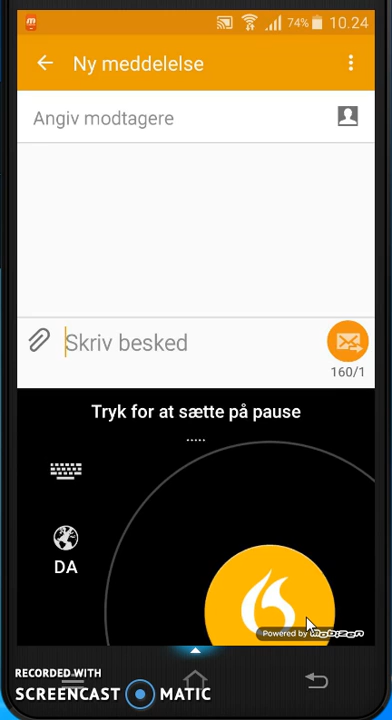 74% 10.24
Ny meddelelse
Angiv modtagere
Skriv besked
160/1
Tryk for at sætte på pause
DA
Powered by mobizen
RECORDED WITH
SCREENCAST MATIC